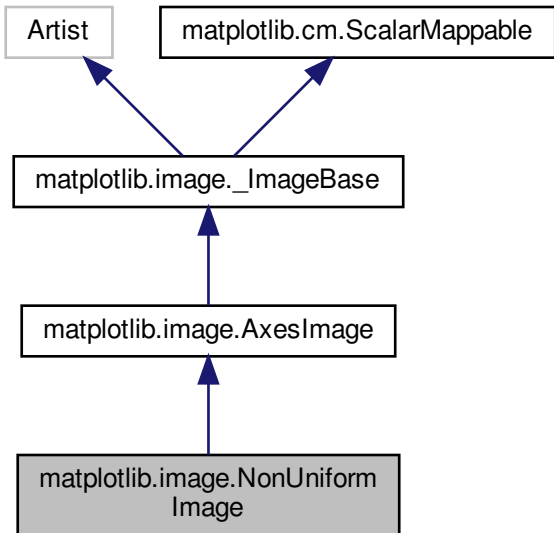 Artist
matplotlib.cm.ScalarMappable
matplotlib.image._ImageBase
matplotlib.image.AxesImage
matplotlib.image.NonUniform
Image